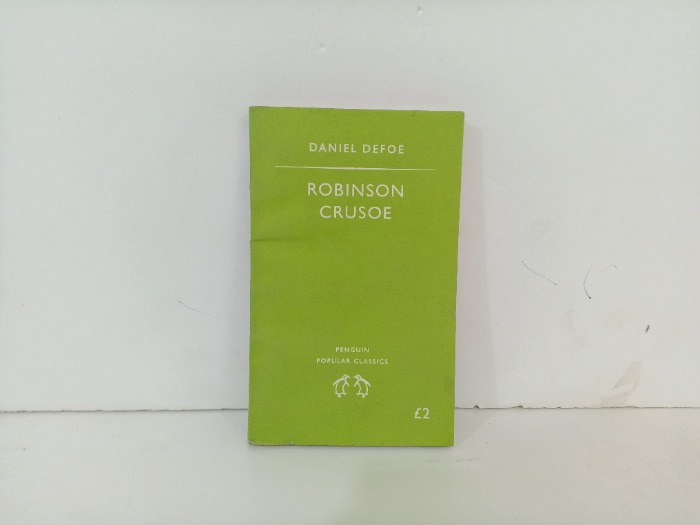 DANIEL DEFOE
ROBINSON
CRUSOE
PENGUIN
POPULAR CLASSICS
£2